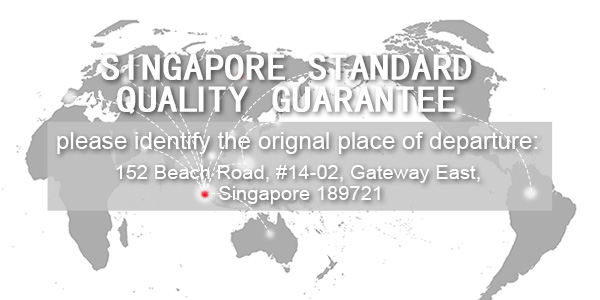 SINGAPORE STANDARD
QUALITY GUARANTEE
please identify the orignal place of departure:
152 Beach Road, #14-02, Gateway East,
Singapore 189721